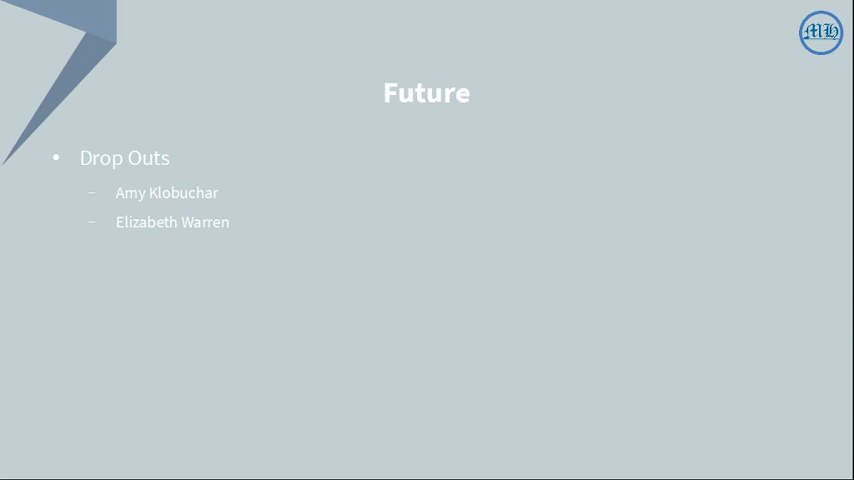 MH
Future
• Drop Outs
– Amy Klobuchar
– Elizabeth Warren